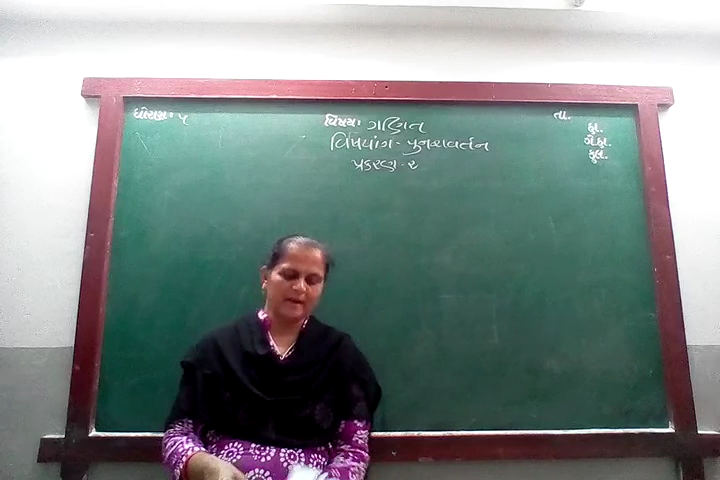 ધોરણઃ ૫
વિષયઃ ગણિત
તા.
વિષયાંગ - પુનરાવર્તન
હા.
ગે.હા.
પ્રકરણ - ૨
કુલ.